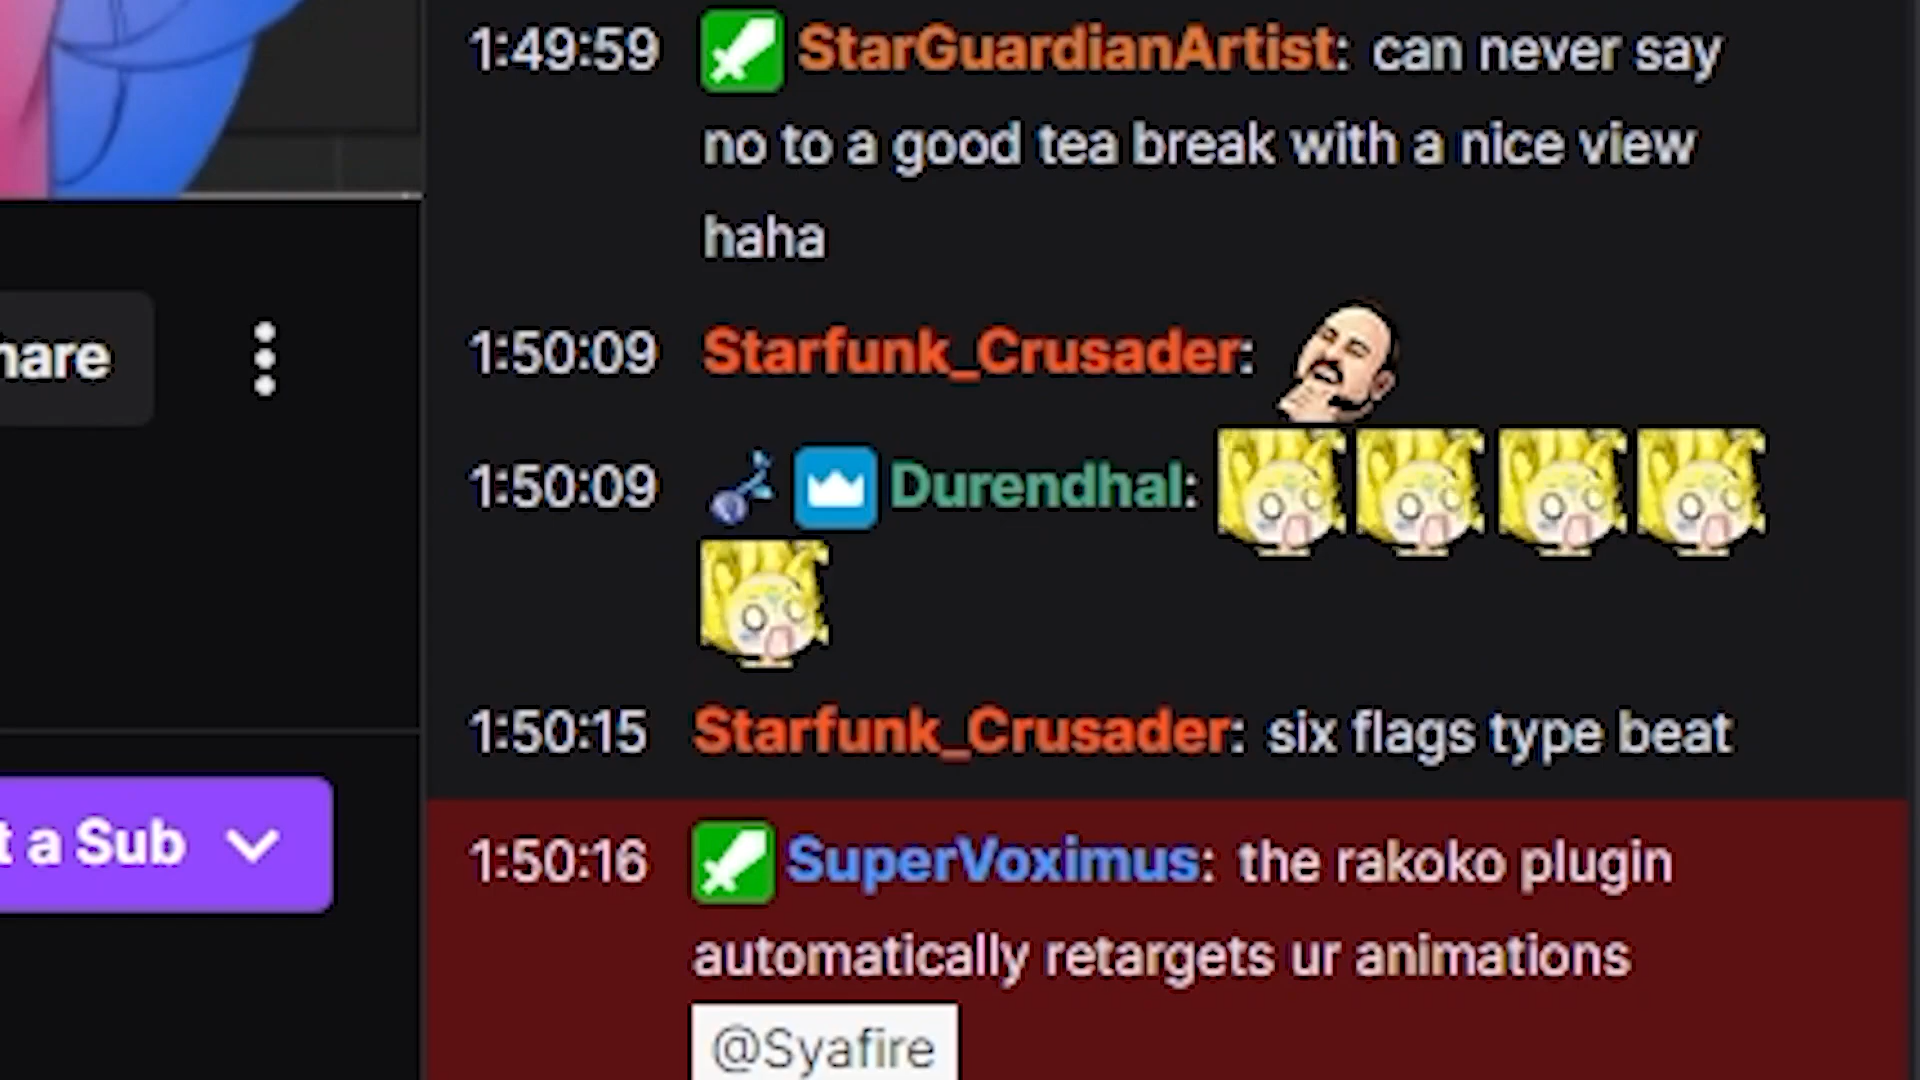 1:49:59 StarGuardianArtist: can never say
no to a good tea break with a nice view
haha
hare
1:50:09 Starfunk_Crusader:
1:50:09 Durendhal:
1:50:15 Starfunk_Crusader: six flags type beat
t a Sub
1:50:16 SuperVoximus: the rakoko plugin
automatically retargets ur animations
@Syafire